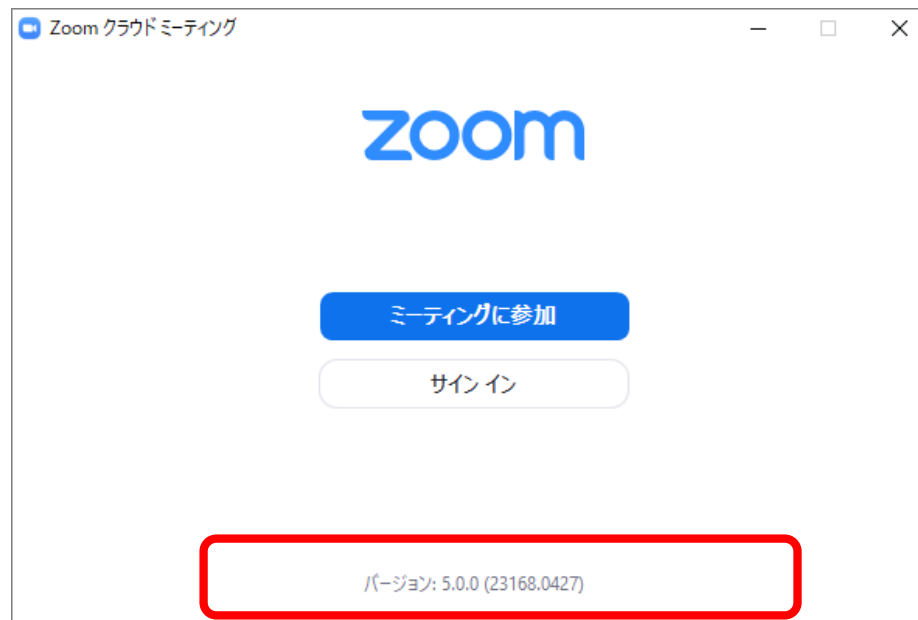 Zoom クラウド ミーティング
zoom
ミーティングに参加
サイン イン
バージョン: 5.0.0 (23168.0427)